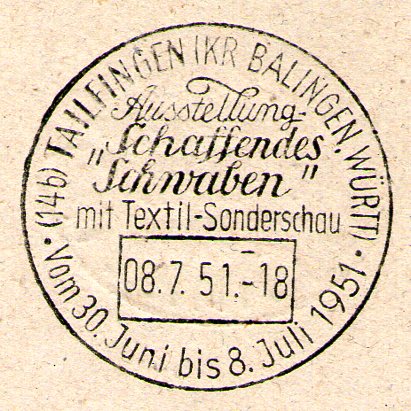 (14b) TAILFINGEN (KR BALINGEN, WÜRTT)
Ausstellung
"Schaffendes
Schwaben"
mit Textil-Sonderschau
08.7.51.-18
Vom 30. Juni bis 8. Juli 1951